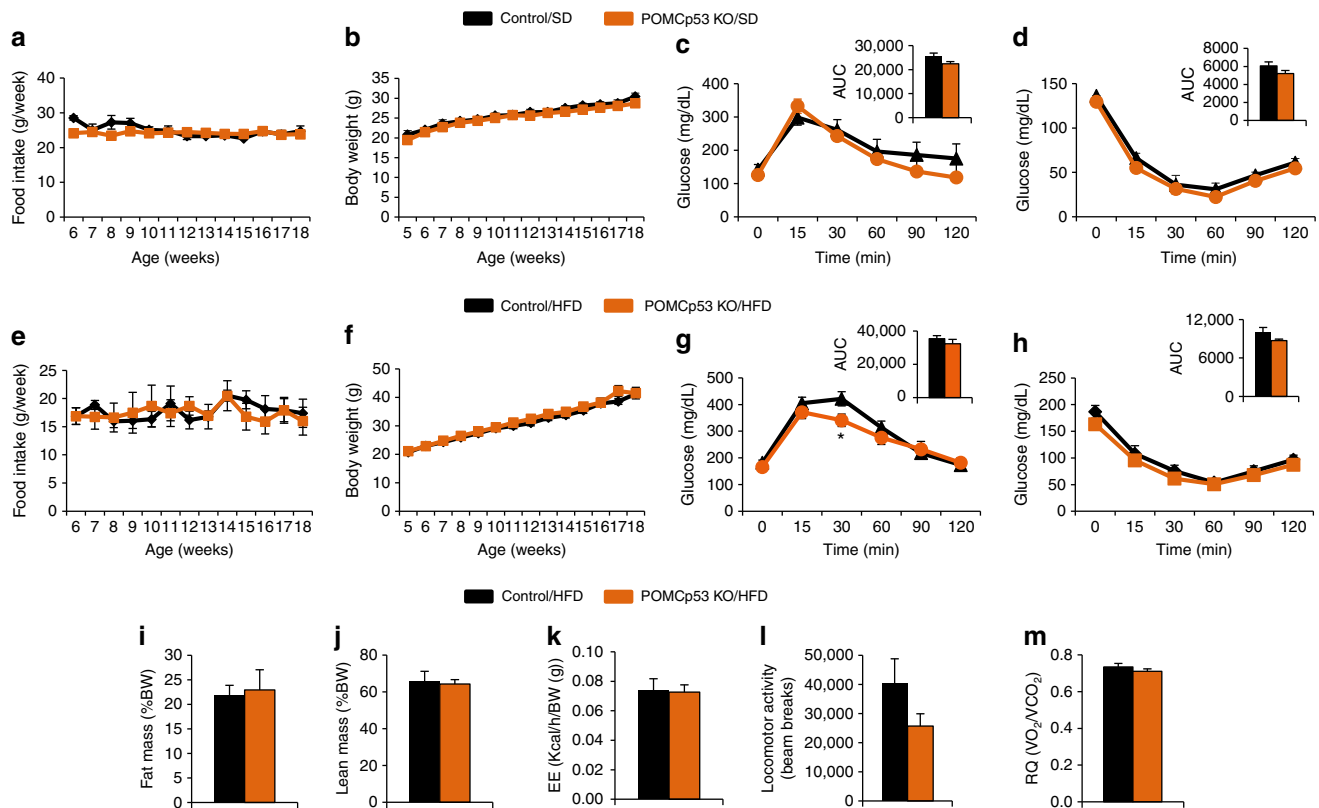 Control/SD POMCp53 KO/SD
a
Food intake (g/week)
40
30
20
10
0
6 7 8 9 10 11 12 13 14 15 16 17 18
Age (weeks)
b
Body weight (g)
35
30
25
20
15
10
5
0
5 6 7 8 9 10 11 12 13 14 15 16 17 18
Age (weeks)
c
Glucose (mg/dL)
400
300
200
100
0
0 15 30 60 90 120
Time (min)
AUC
30,000
20,000
10,000
0
d
Glucose (mg/dL)
150
100
50
0
0 15 30 60 90 120
Time (min)
AUC
8000
6000
4000
2000
0
Control/HFD POMCp53 KO/HFD
e
Food intake (g/week)
25
20
15
10
5
0
6 7 8 9 10 11 12 13 14 15 16 17 18
Age (weeks)
f
Body weight (g)
60
50
40
30
20
10
0
5 6 7 8 9 10 11 12 13 14 15 16 17 18
Age (weeks)
g
Glucose (mg/dL)
500
400
300
200
100
0
*
0 15 30 60 90 120
Time (min)
AUC
40,000
20,000
0
h
Glucose (mg/dL)
250
200
150
100
50
0
0 15 30 60 90 120
Time (min)
AUC
12,000
6000
0
Control/HFD POMCp53 KO/HFD
i
Fat mass (%BW)
30
25
20
15
10
5
0
j
Lean mass (%BW)
80
60
40
20
0
k
EE (Kcal/h/BW (g))
0.10
0.08
0.06
0.04
0.02
0.00
l
Locomotor activity
(beam breaks)
50,000
40,000
30,000
20,000
10,000
0
m
RQ (VO₂/VCO₂)
0.8
0.6
0.4
0.2
0.0